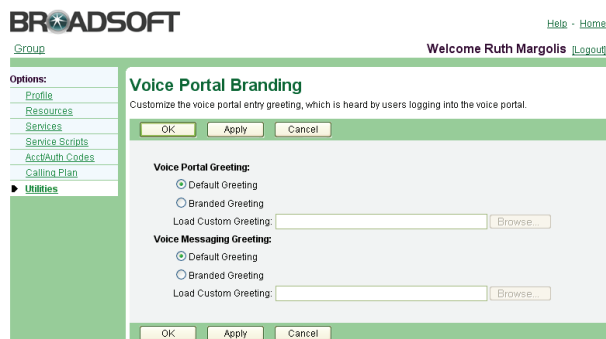 BROADSOFT
Help - Home
Group
Welcome Ruth Margolis [Logout]
Options:
Profile
Resources
Services
Service Scripts
Acct/Auth Codes
Calling Plan
Utilities
Voice Portal Branding
Customize the voice portal entry greeting, which is heard by users logging into the voice portal.
OK Apply Cancel
Voice Portal Greeting:
Default Greeting
Branded Greeting
Load Custom Greeting: Browse...
Voice Messaging Greeting:
Default Greeting
Branded Greeting
Load Custom Greeting: Browse...
OK Apply Cancel